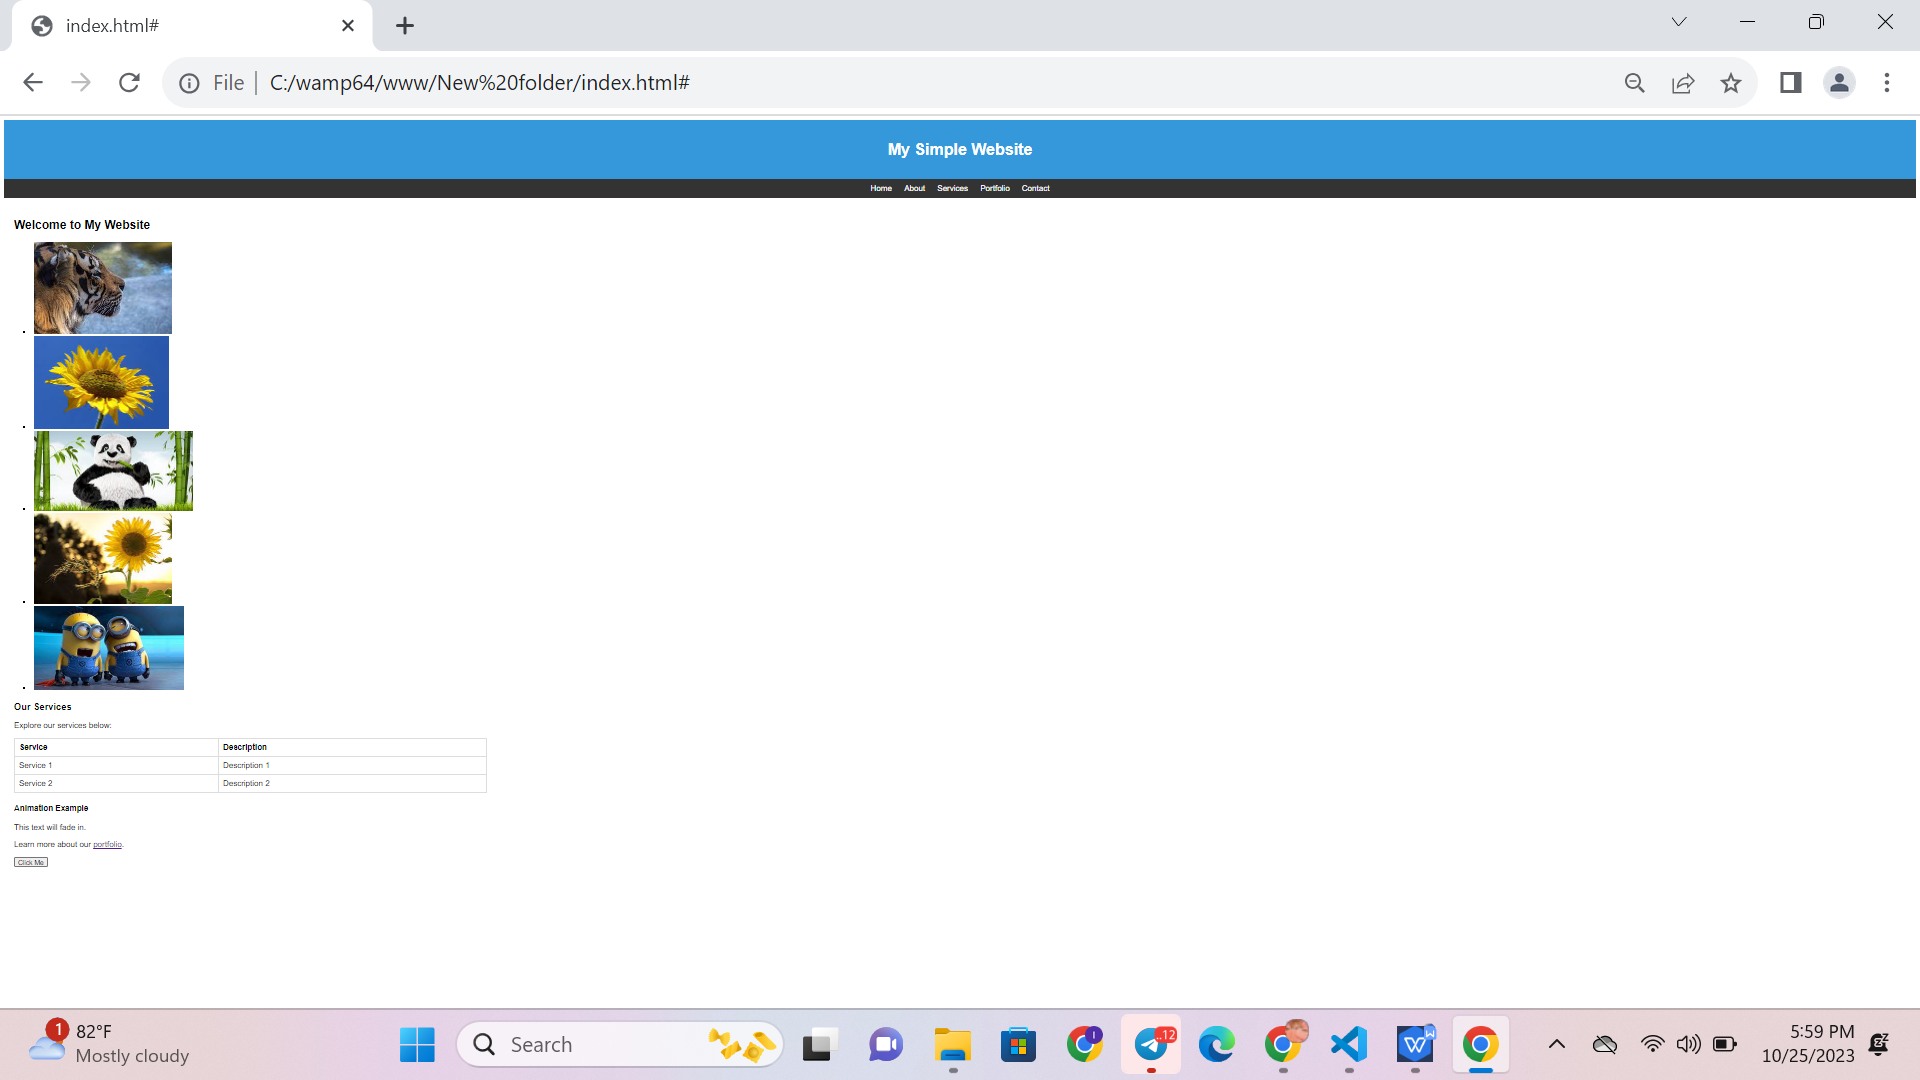 index.html#
File C:/wamp64/www/New%20folder/index.html#
My Simple Website
Home About Services Portfolio Contact
Welcome to My Website
Our Services
Explore our services below:
Service Description
Service 1 Description 1
Service 2 Description 2
Animation Example
This text will fade in.
Learn more about our portfolio.
Click Me
1
82°F
Mostly cloudy
Search
..12
5:59 PM
10/25/2023